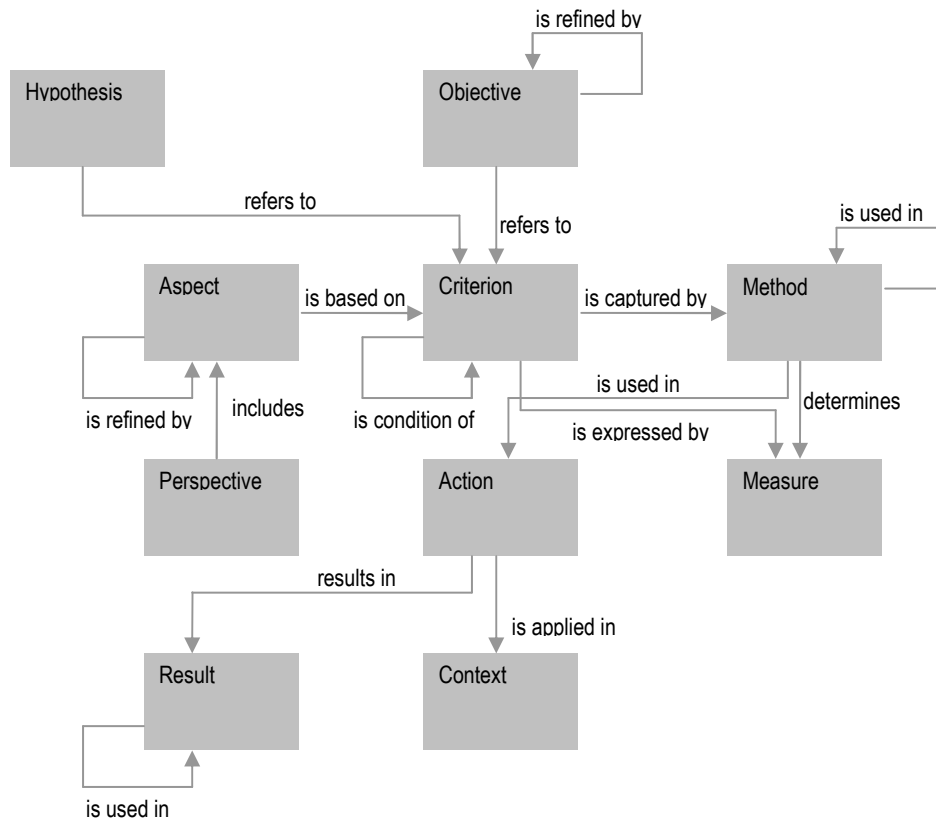 is refined by
Hypothesis
Objective
refers to
refers to
is used in
Aspect
is based on
Criterion
is captured by
Method
is used in
is refined by
includes
is condition of
determines
is expressed by
Perspective
Action
Measure
results in
is applied in
Result
Context
is used in